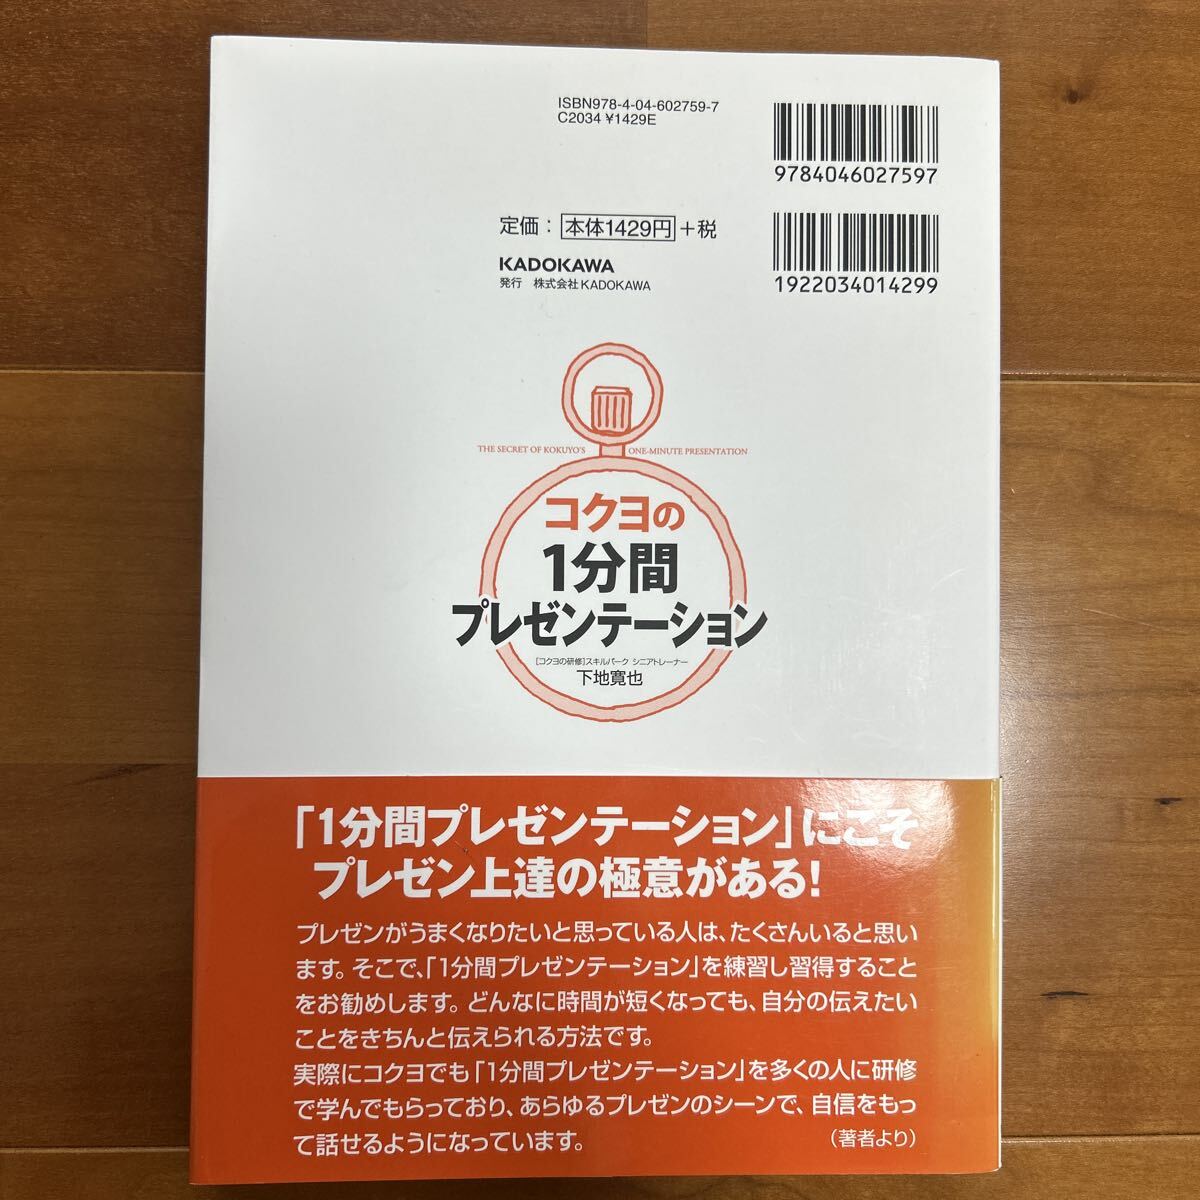 ISBN978-4-04-602759-7
C2034 ¥1429E
9784046027597
定価： 本体1429円 +税
KADOKAWA
発行　株式会社KADOKAWA
1922034014299
THE SECRET OF KOKUYO'S ONE-MINUTE PRESENTATION
コクヨの
1分間
プレゼンテーション
[コクヨの研修]スキルパーク シニアトレーナー
下地寛也
「1分間プレゼンテーション」にこそ
プレゼン上達の極意がある!
プレゼンがうまくなりたいと思っている人は、たくさんいると思い
ます。そこで、「1分間プレゼンテーション」を練習し習得すること
をお勧めします。どんなに時間が短くなっても、自分の伝えたい
ことをきちんと伝えられる方法です。
実際にコクヨでも「1分間プレゼンテーション」を多くの人に研修
で学んでもらっており、あらゆるプレゼンのシーンで、自信をもっ
て話せるようになっています。　（著者より）